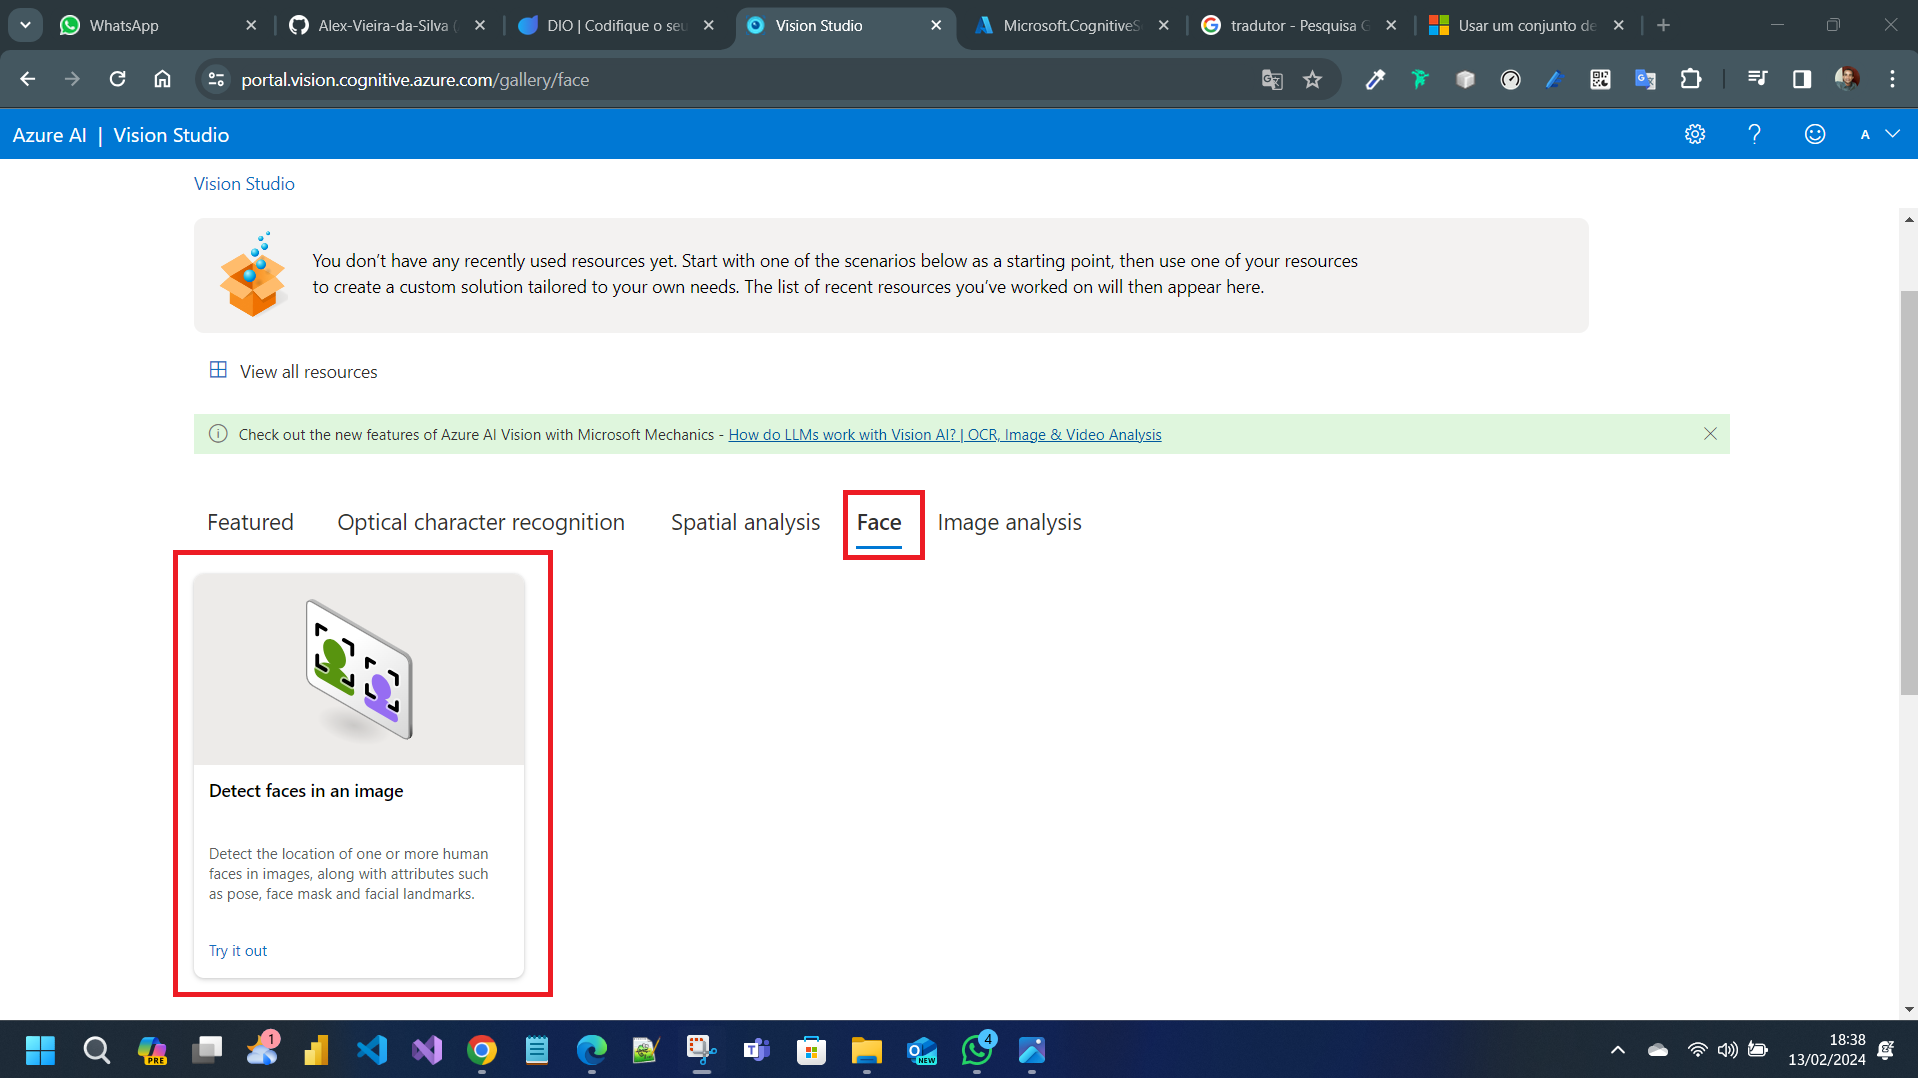 WhatsApp
Alex-Vieira-da-Silva (
DIO | Codifique o seu
Vision Studio
Microsoft.CognitiveS
tradutor - Pesquisa G
Usar um conjunto de
portal.vision.cognitive.azure.com/gallery/face
Azure AI | Vision Studio
A
Vision Studio
You don’t have any recently used resources yet. Start with one of the scenarios below as a starting point, then use one of your resources
to create a custom solution tailored to your own needs. The list of recent resources you’ve worked on will then appear here.
View all resources
Check out the new features of Azure AI Vision with Microsoft Mechanics - How do LLMs work with Vision AI? | OCR, Image & Video Analysis
Featured
Optical character recognition
Spatial analysis
Face
Image analysis
Detect faces in an image
Detect the location of one or more human
faces in images, along with attributes such
as pose, face mask and facial landmarks.
Try it out
PRE
1
NEW
4
18:38
13/02/2024